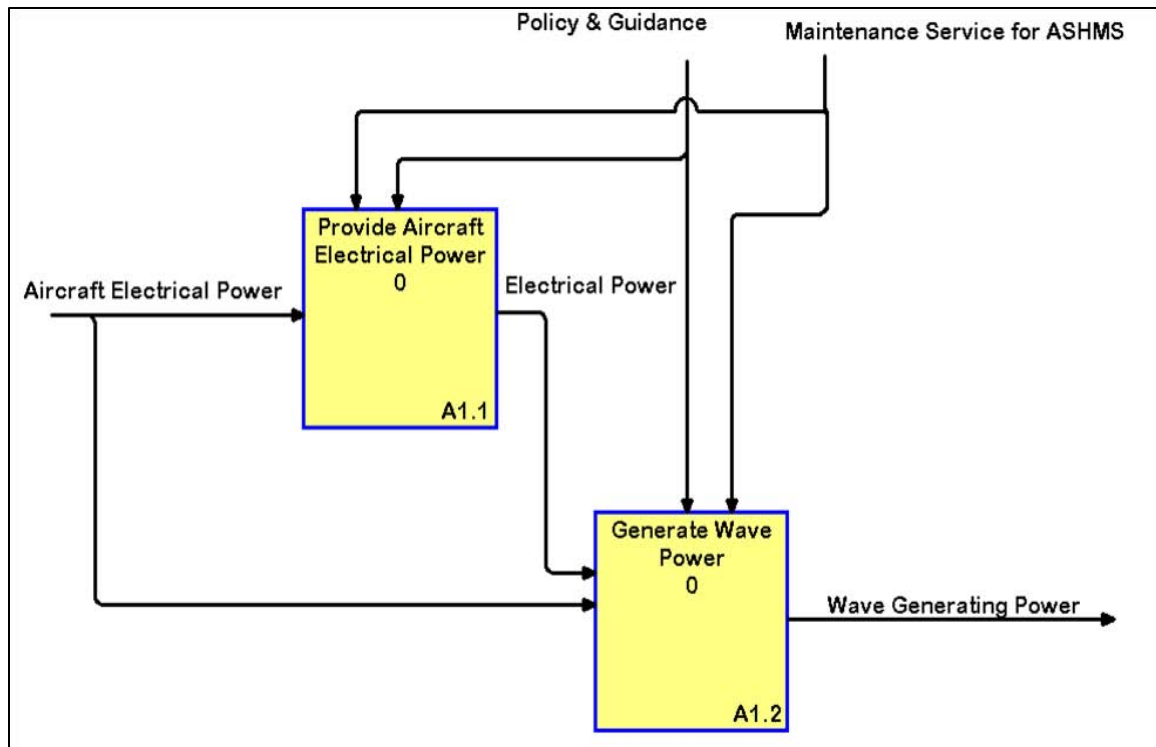 Policy & Guidance
Maintenance Service for ASHMS
Provide Aircraft
Electrical Power
0
A1.1
Aircraft Electrical Power
Electrical Power
Generate Wave
Power
0
A1.2
Wave Generating Power